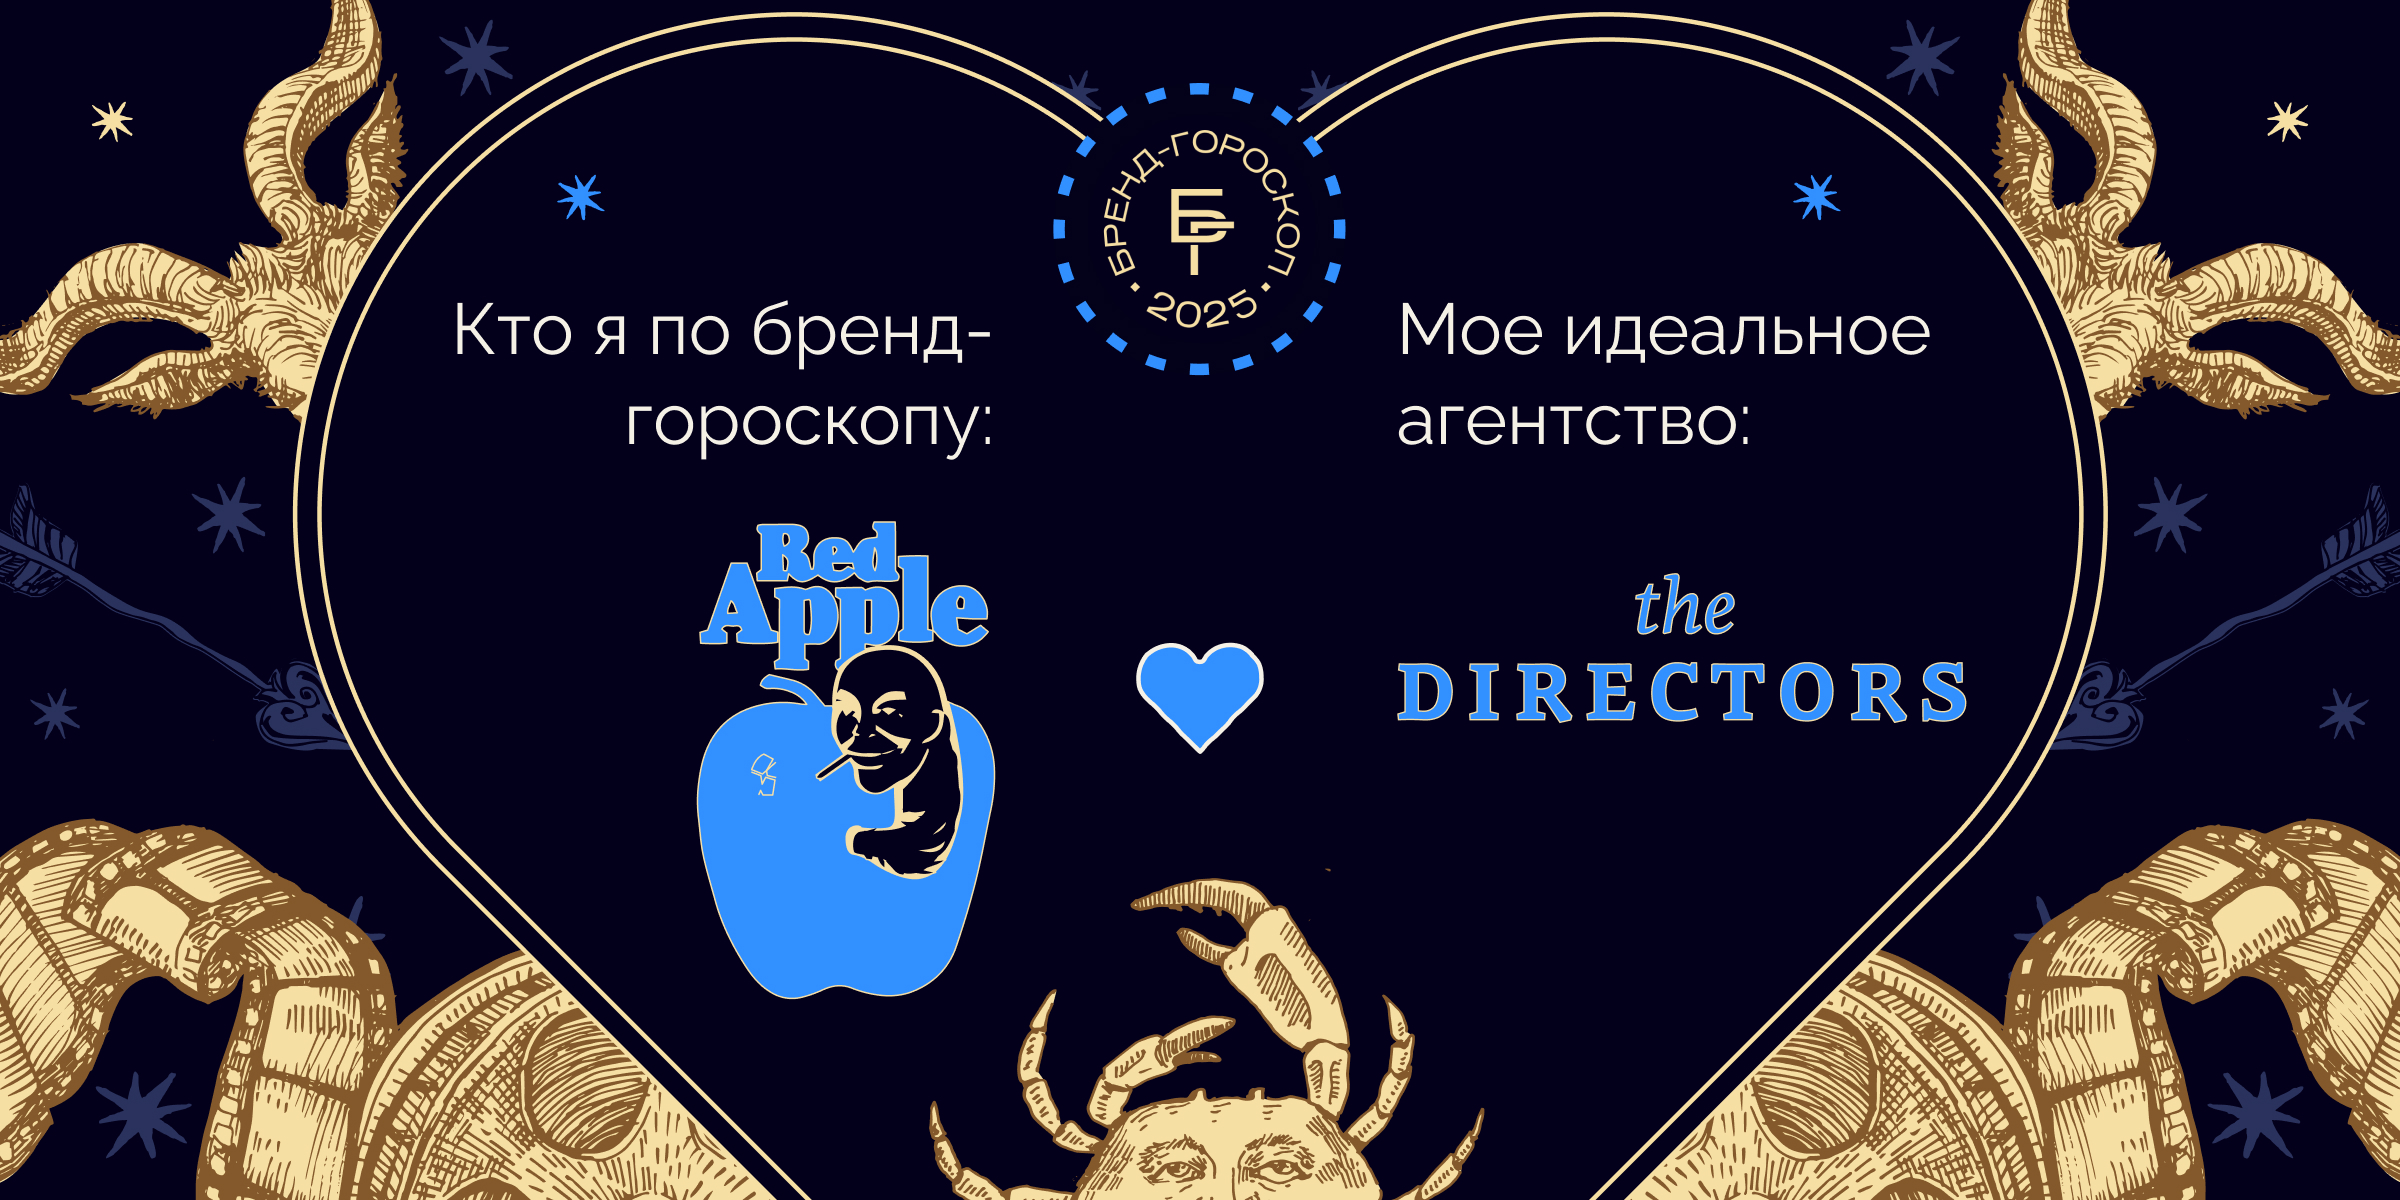 БРЕНД-ГОРОСКОП
БГ
• 2025 •
Кто я по бренд-
гороскопу:
Мое идеальное
агентство:
Red
Apple
the
DIRECTORS